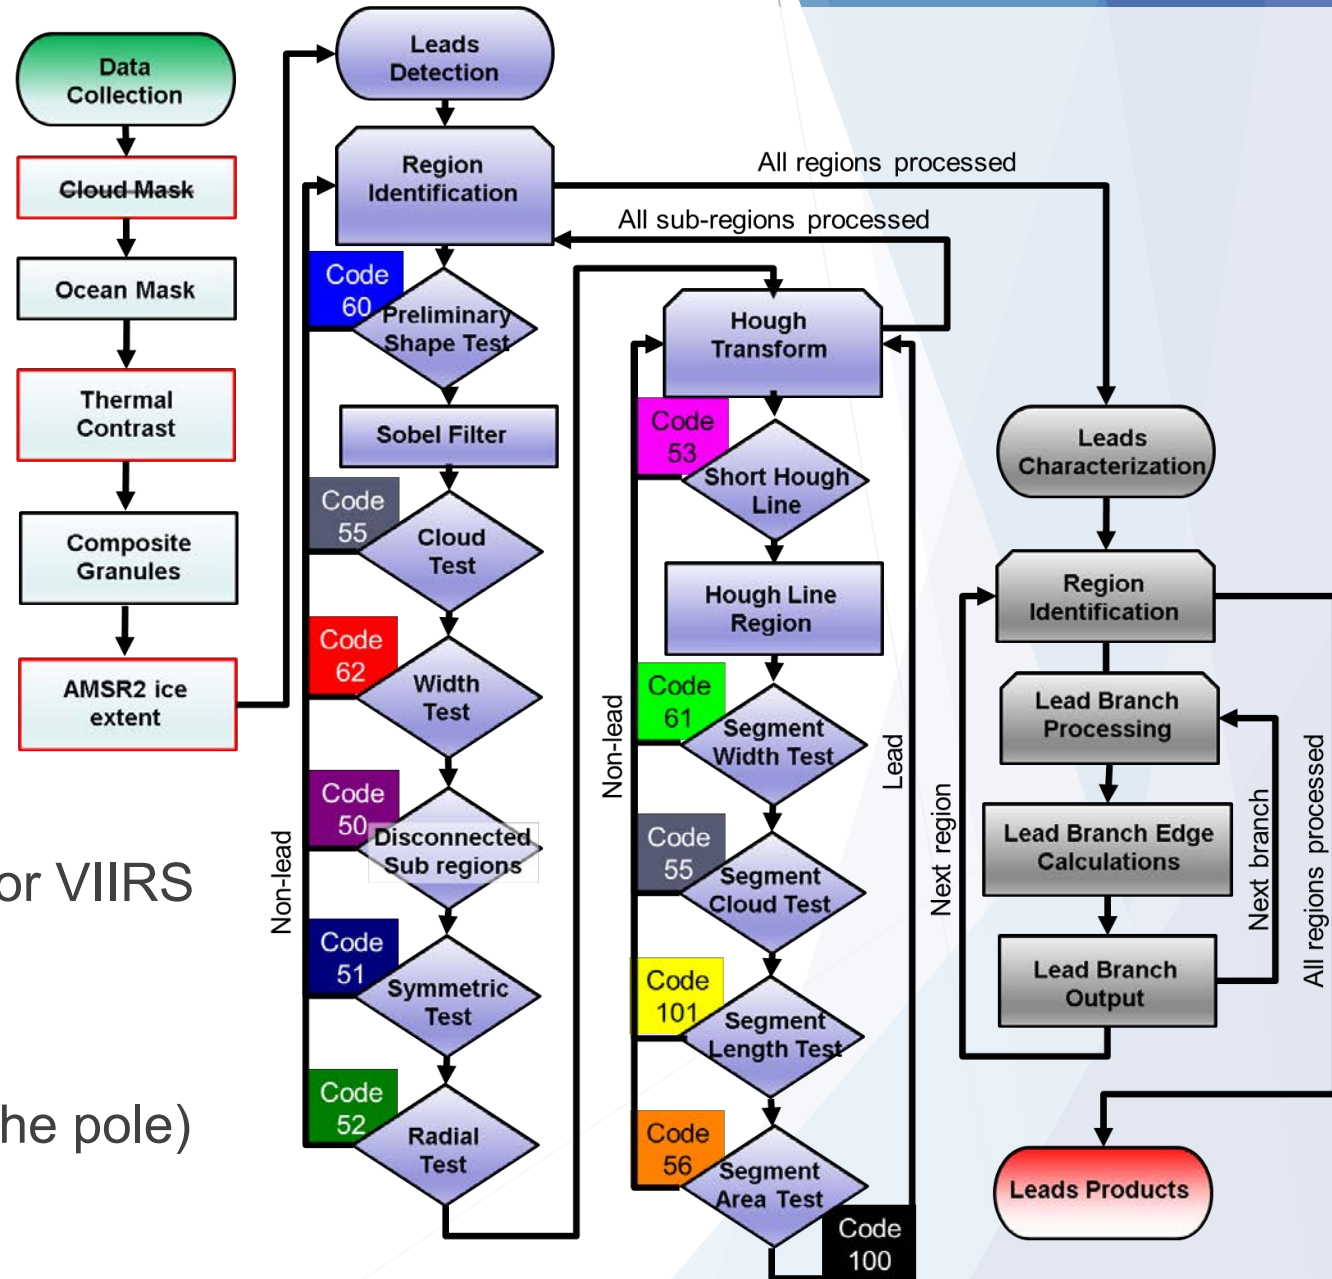 Data
Collection
Cloud Mask
Ocean Mask
Thermal
Contrast
Composite
Granules
AMSR2 ice
extent
or VIIRS
he pole)
Leads
Detection
Region
Identification
Code
60
Preliminary
Shape Test
Sobel Filter
Code
55
Cloud
Test
Code
62
Width
Test
Code
50
Disconnected
Sub regions
Code
51
Symmetric
Test
Code
52
Radial
Test
Non-lead
All regions processed
All sub-regions processed
Hough
Transform
Code
53
Short Hough
Line
Hough Line
Region
Code
61
Segment
Width Test
Code
55
Segment
Cloud Test
Code
101
Segment
Length Test
Code
56
Segment
Area Test
Code
100
Non-lead
Lead
Leads
Characterization
Region
Identification
Lead Branch
Processing
Lead Branch Edge
Calculations
Lead Branch
Output
Next region
Next branch
All regions processed
Leads Products